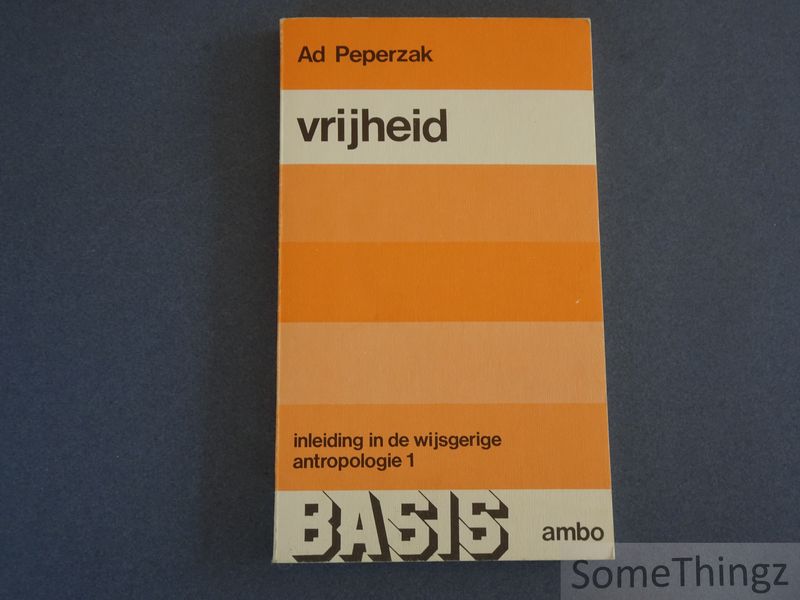 Ad Peperzak
vrijheid
inleiding in de wijsgerige
antropologie 1
BASIS
ambo
SomeThingz